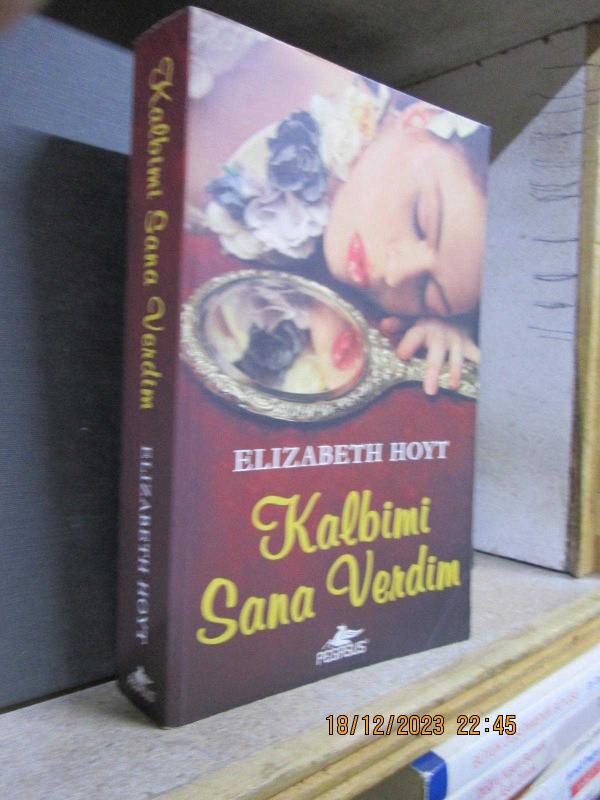 Kalbimi Sana Verdim
ELIZABETH HOYT
ELIZABETH HOYT
Kalbimi
Sana Verdim
PEGASUS
18/12/2023 22:45